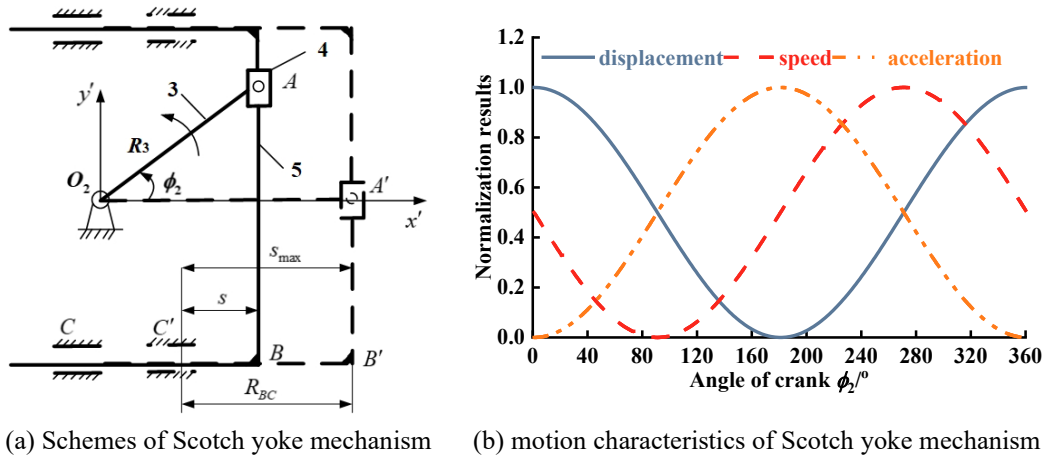 4
A
y′
3
R3
5
O2
ϕ2
A′
x′
smax
s
C
C′
B
B′
RBC
(a) Schemes of Scotch yoke mechanism
1.2
displacement speed acceleration
1.0
0.8
0.6
0.4
0.2
0.0
Normalization results
0 40 80 120 160 200 240 280 320 360
Angle of crank ϕ2/º
(b) motion characteristics of Scotch yoke mechanism